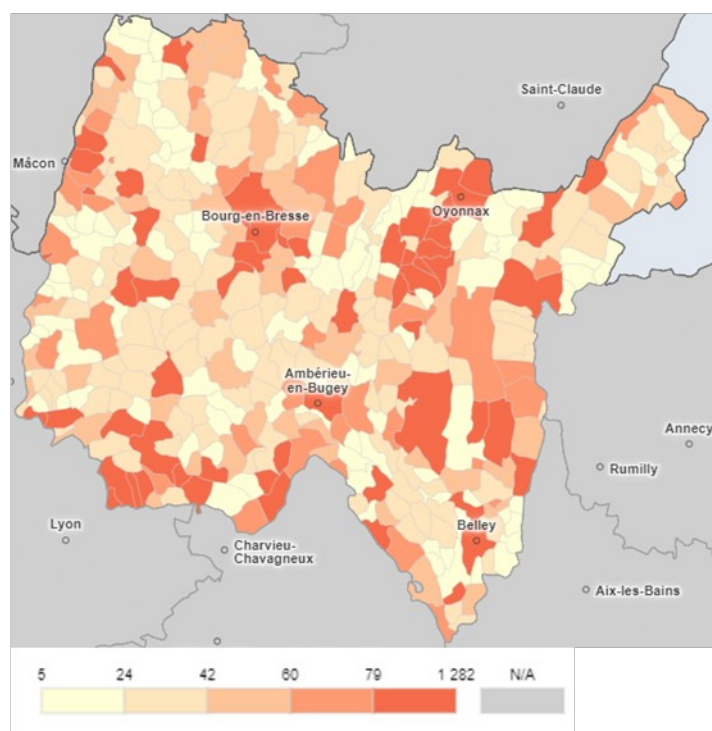 Saint-Claude
Mâcon
Oyonnax
Bourg-en-Bresse
Ambérieu-
en-Bugey
Annecy
Rumilly
Lyon
Belley
Charvieu-
Chavagneux
Aix-les-Bains
5 24 42 60 79 1 282 N/A